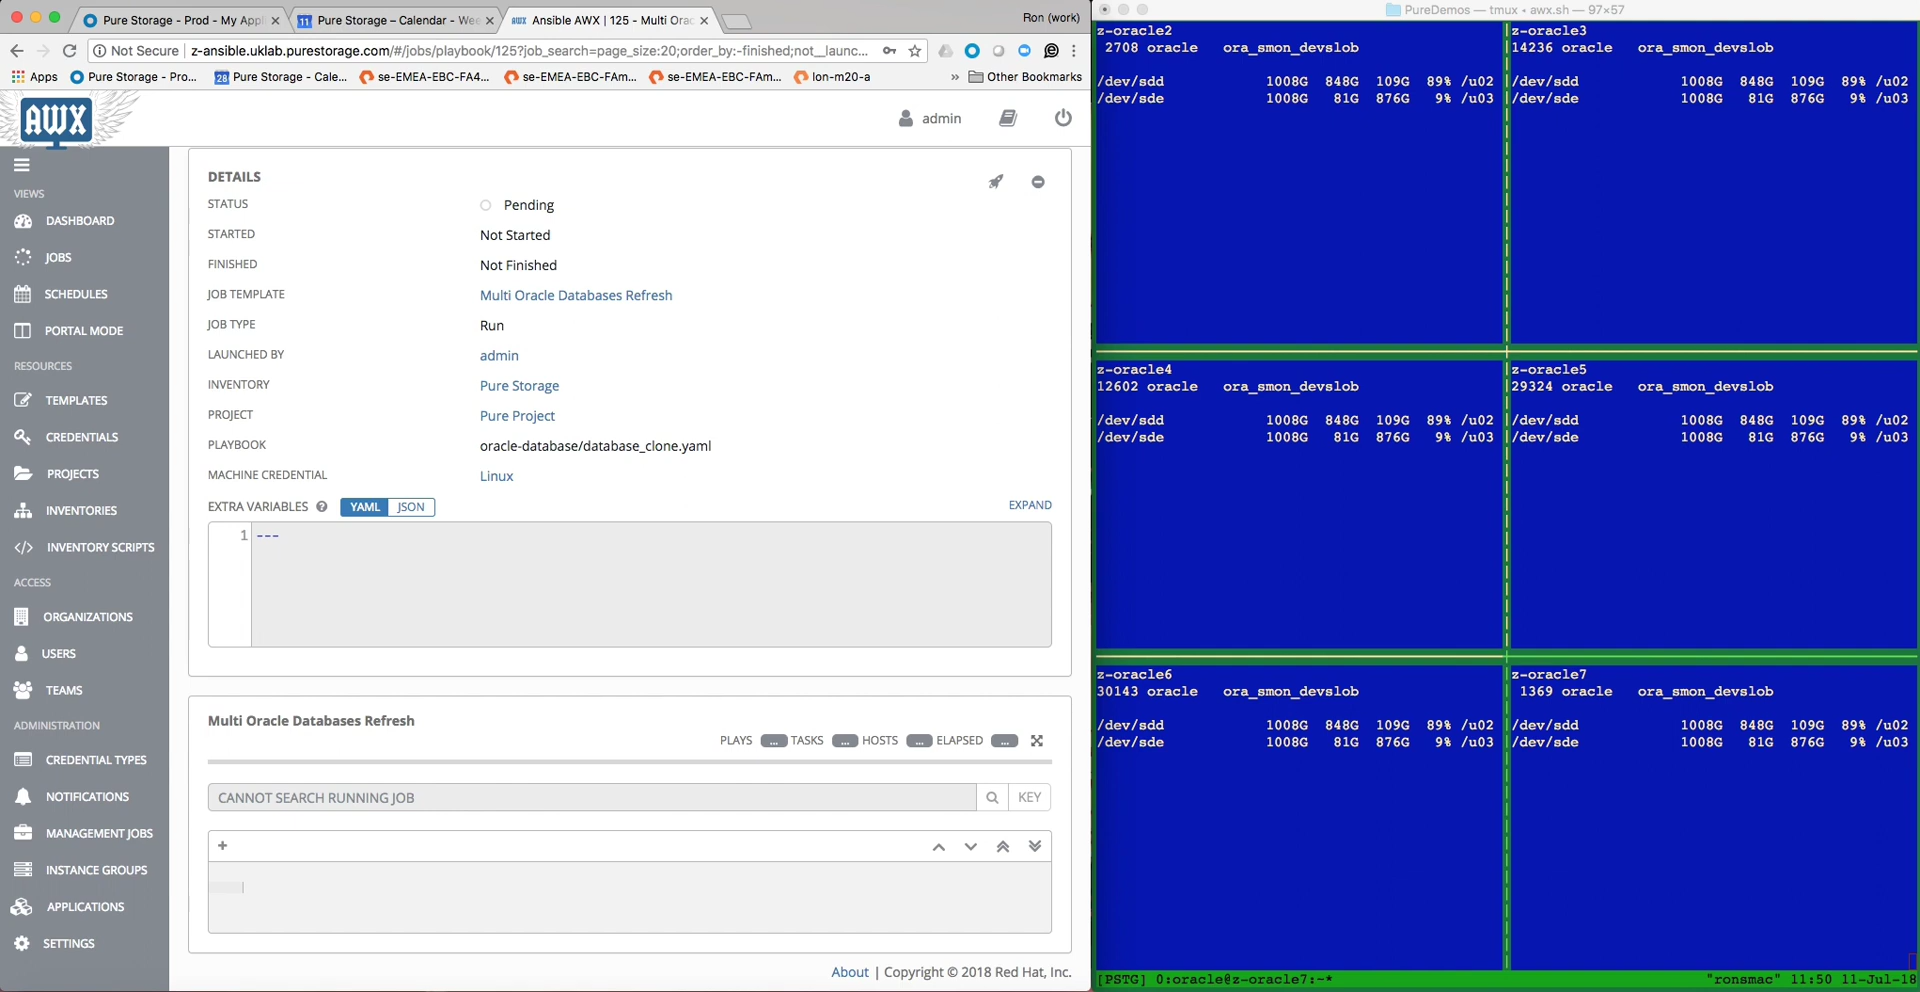 Pure Storage - Prod - My Appl
Pure Storage – Calendar - Wee
Ansible AWX | 125 - Multi Orac
Ron (work)
Not Secure
z-ansible.uklab.purestorage.com/#/jobs/playbook/125?job_search=page_size:20;order_by:-finished;not__launc...
Apps
Pure Storage - Pro...
Pure Storage - Cale...
se-EMEA-EBC-FA4...
se-EMEA-EBC-FAm...
se-EMEA-EBC-FAm...
lon-m20-a
»
Other Bookmarks
AWX
admin
VIEWS
DASHBOARD
JOBS
SCHEDULES
PORTAL MODE
RESOURCES
TEMPLATES
CREDENTIALS
PROJECTS
INVENTORIES
INVENTORY SCRIPTS
ACCESS
ORGANIZATIONS
USERS
TEAMS
ADMINISTRATION
CREDENTIAL TYPES
NOTIFICATIONS
MANAGEMENT JOBS
INSTANCE GROUPS
APPLICATIONS
SETTINGS
DETAILS
STATUS Pending
STARTED Not Started
FINISHED Not Finished
JOB TEMPLATE Multi Oracle Databases Refresh
JOB TYPE Run
LAUNCHED BY admin
INVENTORY Pure Storage
PROJECT Pure Project
PLAYBOOK oracle-database/database_clone.yaml
MACHINE CREDENTIAL Linux
EXTRA VARIABLES YAML JSON EXPAND
1 ---
Multi Oracle Databases Refresh
PLAYS ... TASKS ... HOSTS ... ELAPSED ...
CANNOT SEARCH RUNNING JOB KEY
About | Copyright © 2018 Red Hat, Inc.
PureDemos — tmux • awx.sh — 97×57
z-oracle2
2708 oracle ora_smon_devslob
/dev/sdd 1008G 848G 109G 89% /u02
/dev/sde 1008G 81G 876G 9% /u03
z-oracle3
14236 oracle ora_smon_devslob
/dev/sdd 1008G 848G 109G 89% /u02
/dev/sde 1008G 81G 876G 9% /u03
z-oracle4
12602 oracle ora_smon_devslob
/dev/sdd 1008G 848G 109G 89% /u02
/dev/sde 1008G 81G 876G 9% /u03
z-oracle5
29324 oracle ora_smon_devslob
/dev/sdd 1008G 848G 109G 89% /u02
/dev/sde 1008G 81G 876G 9% /u03
z-oracle6
30143 oracle ora_smon_devslob
/dev/sdd 1008G 848G 109G 89% /u02
/dev/sde 1008G 81G 876G 9% /u03
z-oracle7
1369 oracle ora_smon_devslob
/dev/sdd 1008G 848G 109G 89% /u02
/dev/sde 1008G 81G 876G 9% /u03
[PSTG] 0:oracle@z-oracle7:~* "ronsmac" 11:50 11-Jul-18